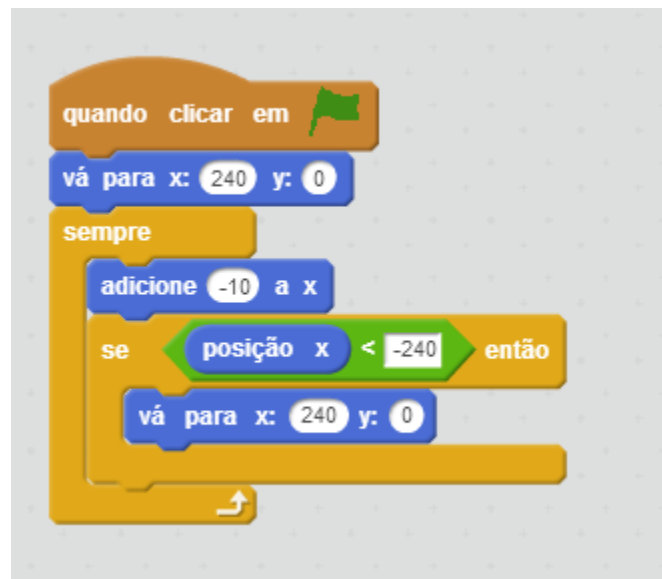 quando clicar em
vá para x: 240 y: 0
sempre
adicione -10 a x
se posição x < -240 então
vá para x: 240 y: 0